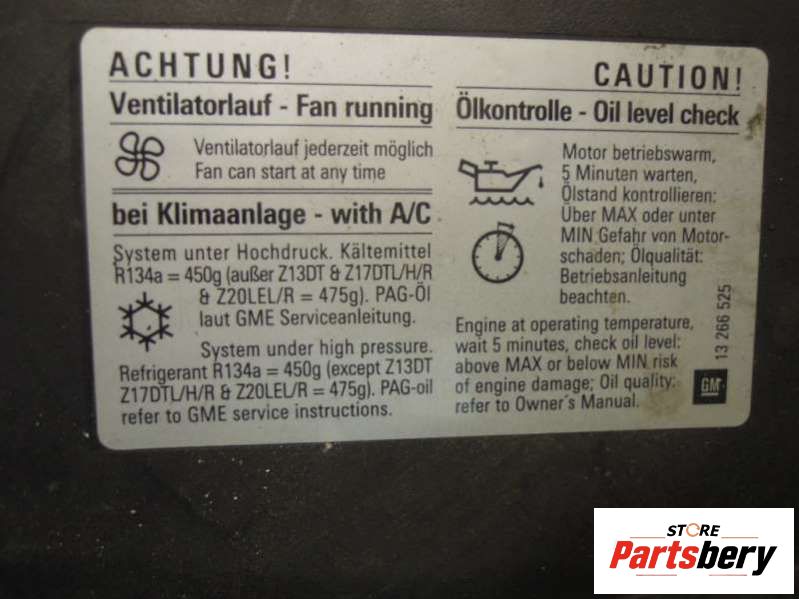 ACHTUNG!
Ventilatorlauf - Fan running
Ventilatorlauf jederzeit möglich
Fan can start at any time
bei Klimaanlage - with A/C
System unter Hochdruck. Kältemittel
R134a = 450g (außer Z13DT & Z17DTL/H/R
& Z20LEL/R = 475g). PAG-Öl
laut GME Serviceanleitung.
System under high pressure.
Refrigerant R134a = 450g (except Z13DT
Z17DTL/H/R & Z20LEL/R = 475g). PAG-oil
refer to GME service instructions.
CAUTION!
Ölkontrolle - Oil level check
Motor betriebswarm,
5 Minuten warten,
Ölstand kontrollieren:
Über MAX oder unter
MIN Gefahr von Motor-
schaden; Ölqualität:
Betriebsanleitung
beachten.
Engine at operating temperature,
wait 5 minutes, check oil level:
above MAX or below MIN risk
of engine damage; Oil quality:
refer to Owner´s Manual.
13 266 525
GM
STORE
Partsbery